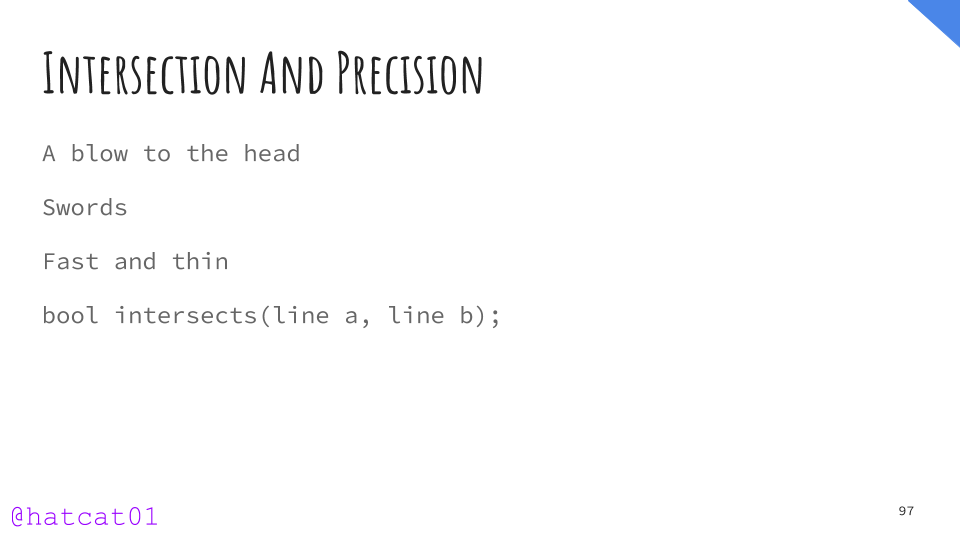 Intersection And Precision
A blow to the head
Swords
Fast and thin
bool intersects(line a, line b);
@hatcat01
97